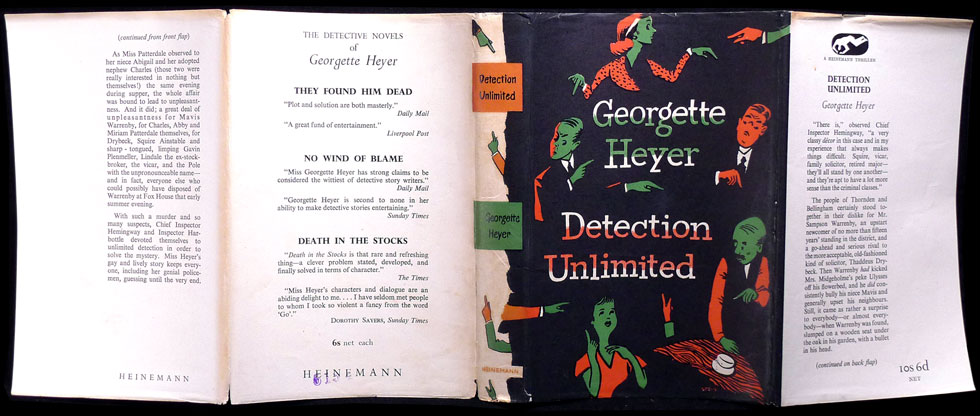 (continued from front flap)
As Miss Patterdale observed to
her niece Abigail and her adopted
nephew Charles (those two were
really interested in nothing but
themselves!) the same evening
during supper, the whole affair
was bound to lead to unpleasant-
ness. And it did; a great deal of
unpleasantness for Mavis
Warrenby, for Charles, Abby and
Miriam Patterdale themselves, for
Drybeck, Squire Ainstable and
sharp-tongued, limping Gavin
Plenmeller, Lindale the ex-stock-
broker, the vicar, and the Pole
with the unpronounceable name—
and in fact, everyone else who
could possibly have disposed of
Warrenby at Fox House that early
summer evening.
With such a murder and so
many suspects, Chief Inspector
Hemingway and Inspector Har-
bottle devoted themselves to
unlimited detection in order to
solve the mystery. Miss Heyer's
gay and lively story keeps every-
one, including her genial police-
men, guessing until the very end.
HEINEMANN
THE DETECTIVE NOVELS
of
Georgette Heyer
THEY FOUND HIM DEAD
"Plot and solution are both masterly."
Daily Mail
"A great fund of entertainment."
Liverpool Post
NO WIND OF BLAME
"Miss Georgette Heyer has strong claims to be
considered the wittiest of detective story writers."
Daily Mail
"Georgette Heyer is second to none in her
ability to make detective stories entertaining."
Sunday Times
DEATH IN THE STOCKS
"Death in the Stocks is that rare and refreshing
thing—a clever problem stated, developed, and
finally solved in terms of character."
The Times
"Miss Heyer's characters and dialogue are an
abiding delight to me. . . . I have seldom met people
to whom I took so violent a fancy from the word
'Go'."
DOROTHY SAYERS, Sunday Times
6s net each
HEINEMANN
Detection
Unlimited
Georgette
Heyer
HEINEMANN
Georgette
Heyer
Detection
Unlimited
A HEINEMANN THRILLER
DETECTION
UNLIMITED
Georgette Heyer
"There is," observed Chief
Inspector Hemingway, "a very
classy décor in this case and in my
experience that always makes
things difficult. Squire, vicar,
family solicitor, retired major—
they'll all stand by one another—
and they're apt to have a lot more
sense than the criminal classes."
The people of Thornden and
Bellingham certainly stood to-
gether in their dislike for Mr.
Sampson Warrenby, an upstart
newcomer of no more than fifteen
years' standing in the district, and
a go-ahead and serious rival to
the more acceptable, old-fashioned
kind of solicitor, Thaddeus Dry-
beck. Then Warrenby had kicked
Mrs. Midgeholme's peke Ulysses
off his flowerbed, and he did con-
sistently bully his niece Mavis and
generally upset his neighbours.
Still, it came as rather a surprise
to everybody—or almost every-
body—when Warrenby was found,
slumped on a wooden seat under
the oak in his garden, with a bullet
in his head.
(continued on back flap)
10s 6d
NET